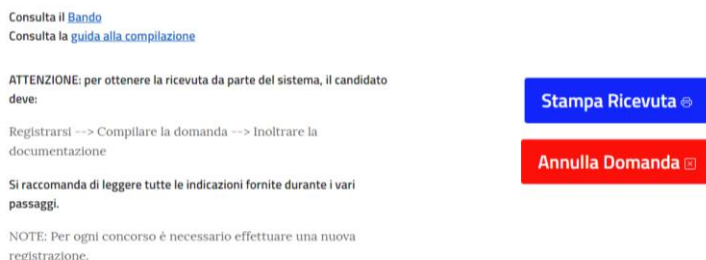 Consulta il Bando
Consulta la guida alla compilazione
ATTENZIONE: per ottenere la ricevuta da parte del sistema, il candidato
deve:
Registrarsi --> Compilare la domanda --> Inoltrare la
documentazione
Si raccomanda di leggere tutte le indicazioni fornite durante i vari
passaggi.
NOTE: Per ogni concorso è necessario effettuare una nuova
registrazione.
Stampa Ricevuta
Annulla Domanda